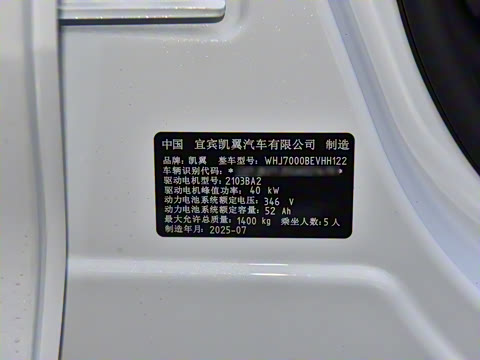 中国 宜宾凯翼汽车有限公司 制造
品牌: 凯翼 整车型号: WHJ7000BEVHH122
车辆识别代码: * *
驱动电机型号: 2103BA2
驱动电机峰值功率: 40 kW
动力电池系统额定电压: 346 V
动力电池系统额定容量: 52 Ah
最大允许总质量: 1400 kg 乘坐人数: 5 人
制造年月: 2025-07